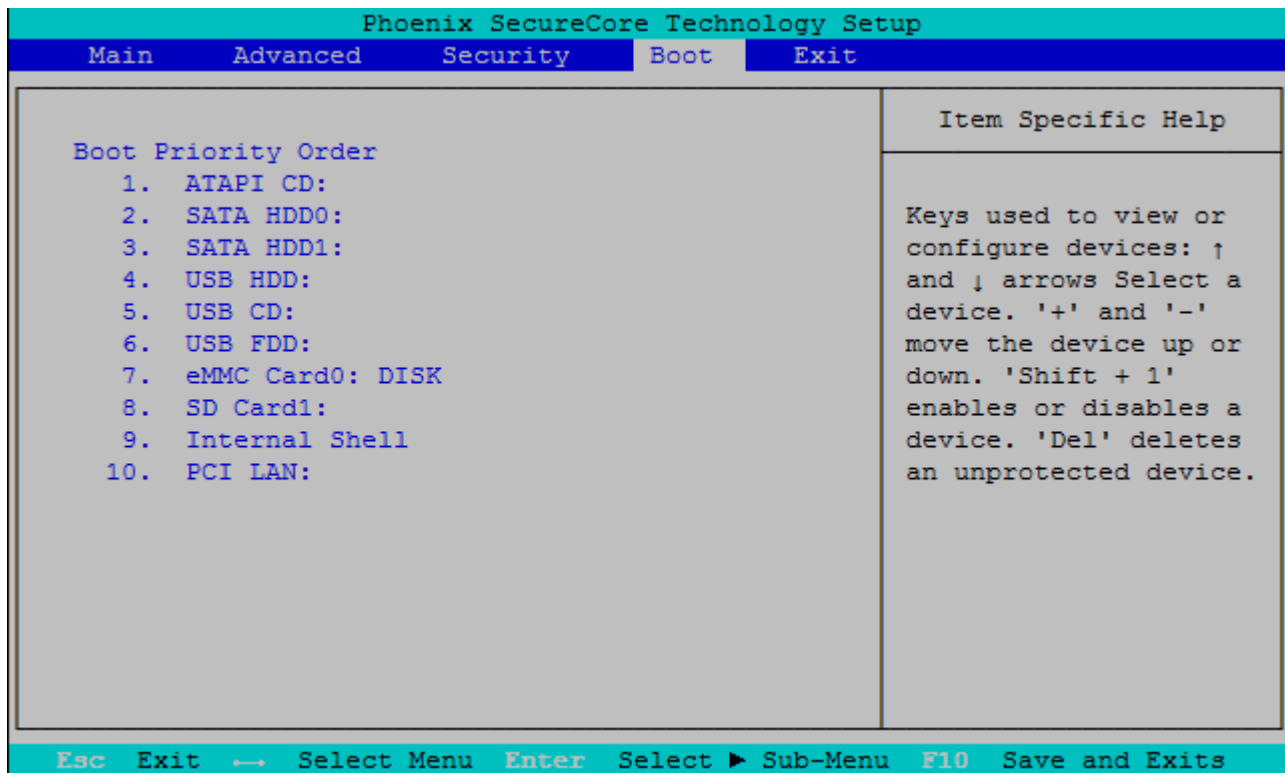 Phoenix SecureCore Technology Setup
Main Advanced Security Boot Exit
Boot Priority Order
1. ATAPI CD:
2. SATA HDD0:
3. SATA HDD1:
4. USB HDD:
5. USB CD:
6. USB FDD:
7. eMMC Card0: DISK
8. SD Card1:
9. Internal Shell
10. PCI LAN:
Item Specific Help
Keys used to view or
configure devices: ↑
and ↓ arrows Select a
device. '+' and '-'
move the device up or
down. 'Shift + 1'
enables or disables a
device. 'Del' deletes
an unprotected device.
Esc Exit ↔ Select Menu Enter Select ► Sub-Menu F10 Save and Exits